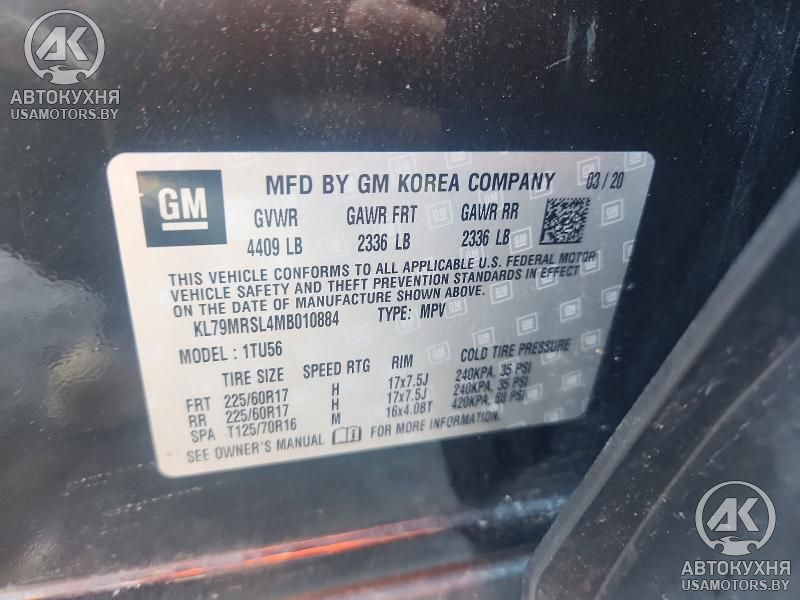 АК
АВТОКУХНЯ
USAMOTORS.BY
GM
MFD BY GM KOREA COMPANY 03/20
GVWR GAWR FRT GAWR RR
4409 LB 2336 LB 2336 LB
THIS VEHICLE CONFORMS TO ALL APPLICABLE U.S. FEDERAL MOTOR
VEHICLE SAFETY AND THEFT PREVENTION STANDARDS IN EFFECT
ON THE DATE OF MANUFACTURE SHOWN ABOVE.
KL79MRSL4MB010884 TYPE: MPV
MODEL : 1TU56
TIRE SIZE SPEED RTG RIM COLD TIRE PRESSURE
FRT 225/60R17 H 17x7.5J 240KPA, 35 PSI
RR 225/60R17 H 17x7.5J 240KPA, 35 PSI
SPA T125/70R16 M 16x4.0BT 420KPA, 60 PSI
SEE OWNER'S MANUAL FOR MORE INFORMATION.
АК
АВТОКУХНЯ
USAMOTORS.BY